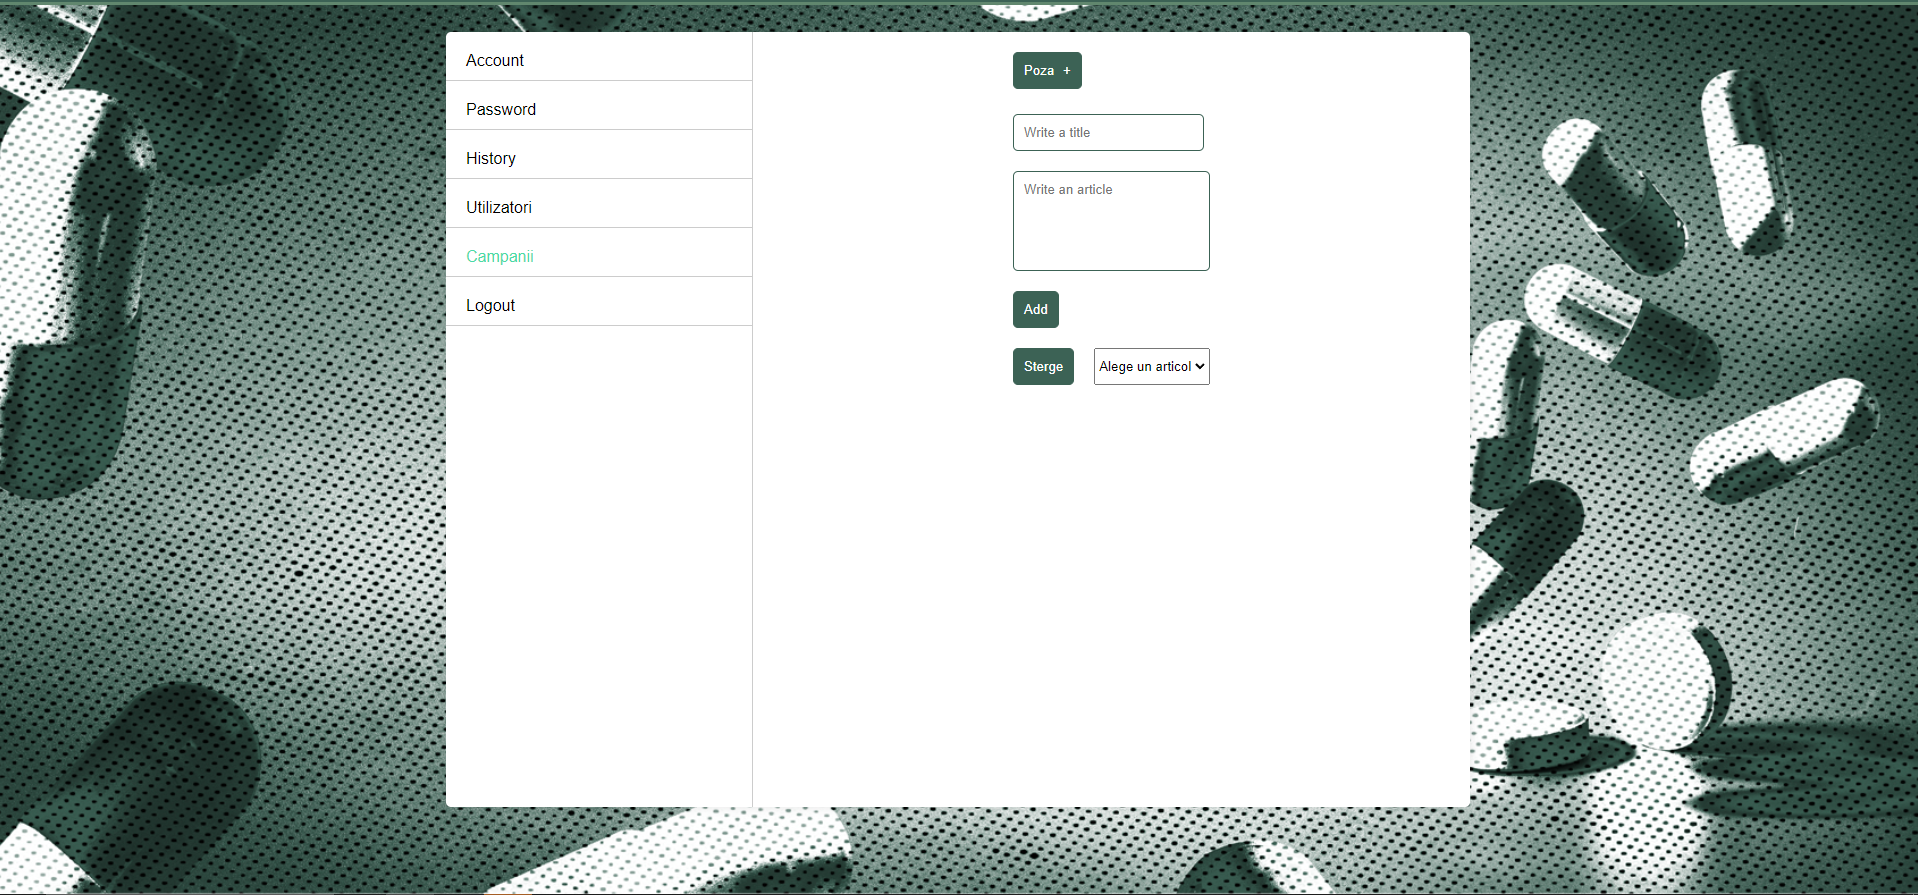 Account
Password
History
Utilizatori
Campanii
Logout
Poza +
Write a title
Write an article
Add
Sterge
Alege un articol